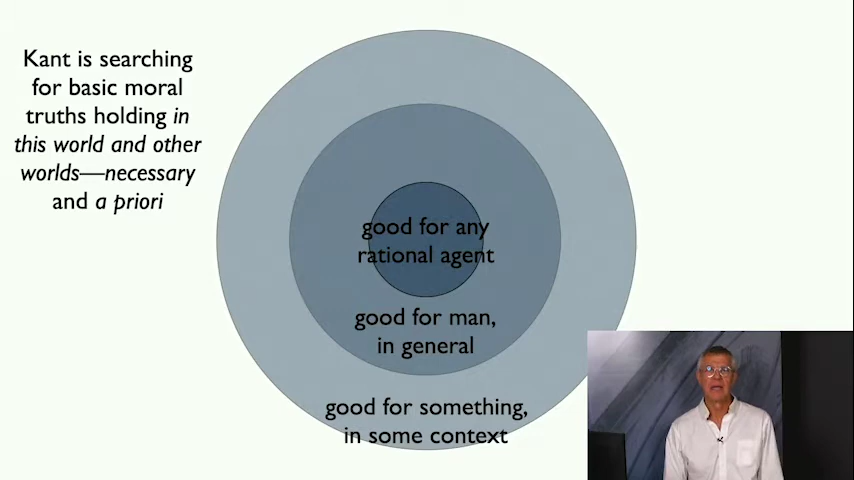 Kant is searching
for basic moral
truths holding in
this world and other
worlds—necessary
and a priori
good for any
rational agent
good for man,
in general
good for something,
in some context